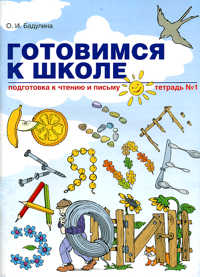 О. И. Бадулина
ГОТОВИМСЯ
К ШКОЛЕ
подготовка к чтению и письму тетрадь №1
Е
А О И